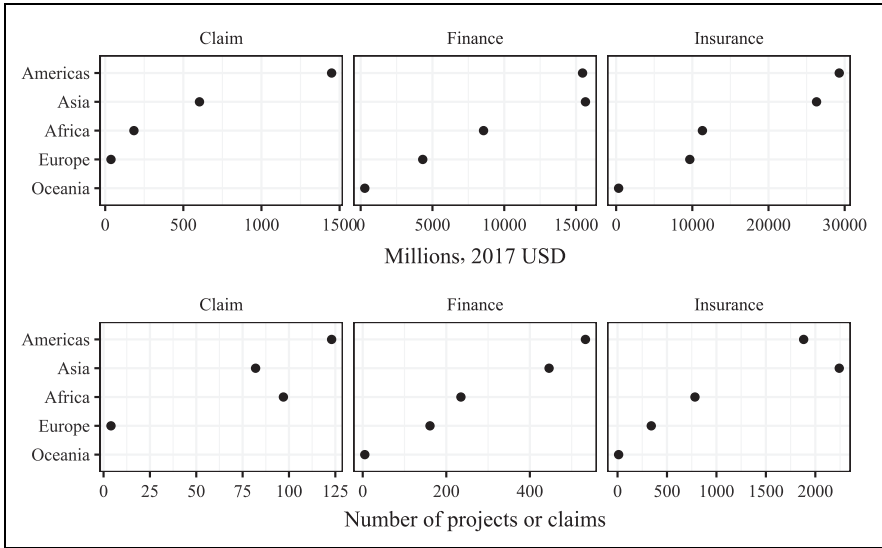 Claim Finance Insurance
Americas
Asia
Africa
Europe
Oceania
0 500 1000 1500 0 5000 10000 15000 0 10000 20000 30000
Millions, 2017 USD
Claim Finance Insurance
Americas
Asia
Africa
Europe
Oceania
0 25 50 75 100 125 0 200 400 0 500 1000 1500 2000
Number of projects or claims